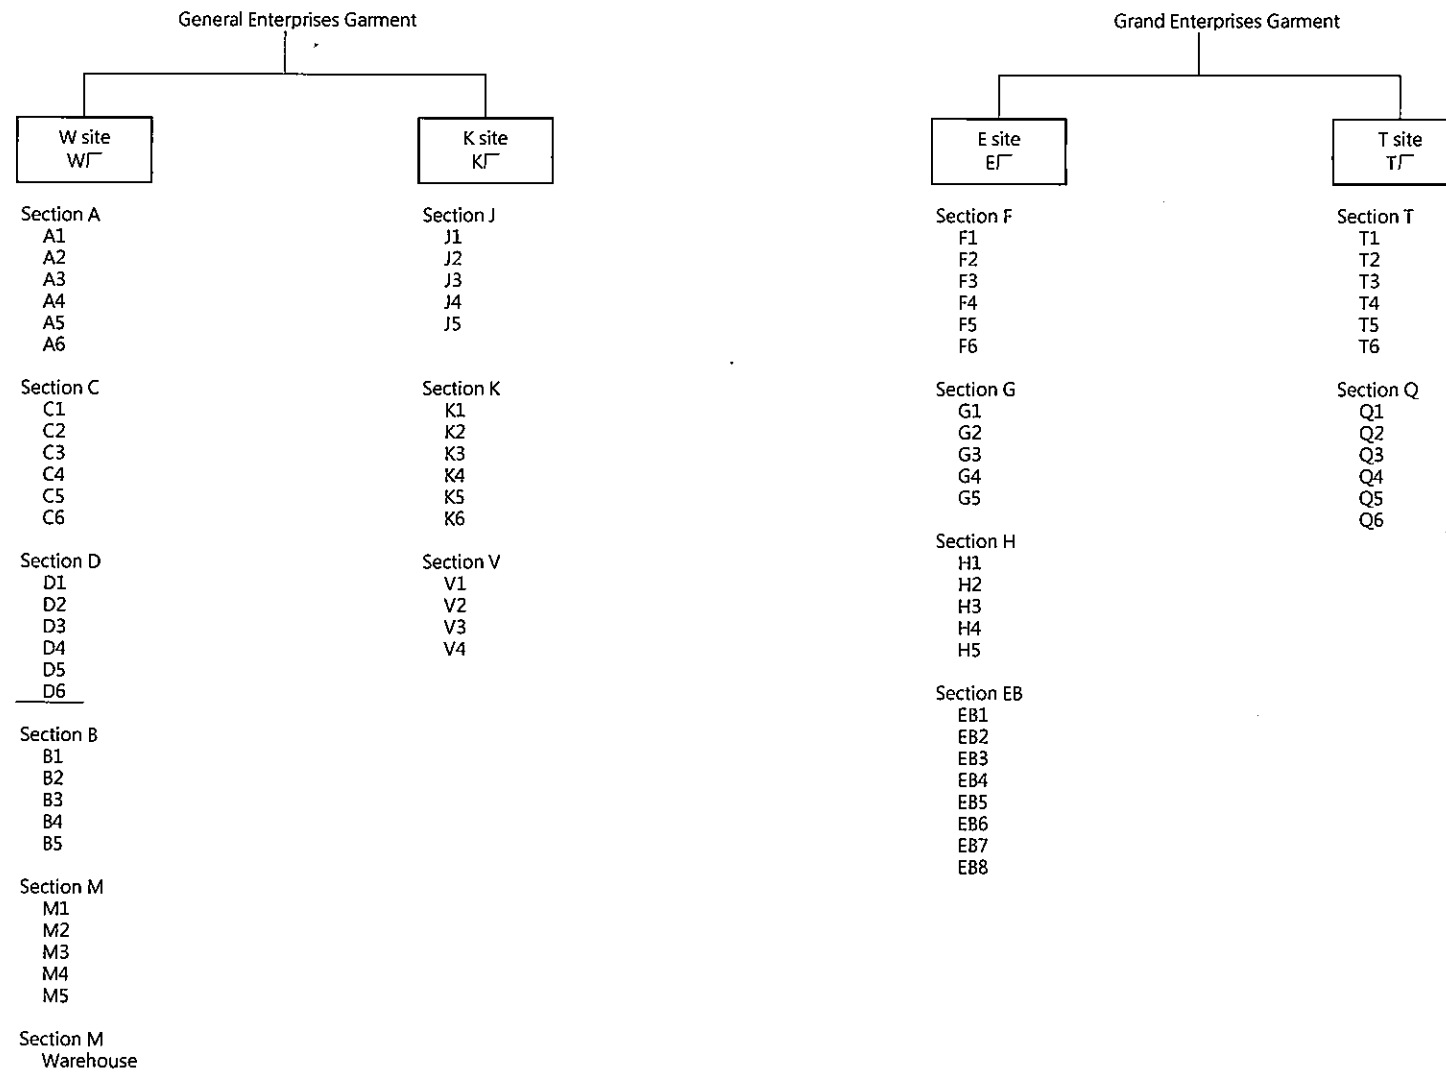 General Enterprises Garment
W site
W厂
K site
K厂
Section A
A1
A2
A3
A4
A5
A6
Section C
C1
C2
C3
C4
C5
C6
Section D
D1
D2
D3
D4
D5
D6
Section B
B1
B2
B3
B4
B5
Section M
M1
M2
M3
M4
M5
Section M
Warehouse
Section J
J1
J2
J3
J4
J5
Section K
K1
K2
K3
K4
K5
K6
Section V
V1
V2
V3
V4
Grand Enterprises Garment
E site
E厂
T site
T厂
Section F
F1
F2
F3
F4
F5
F6
Section G
G1
G2
G3
G4
G5
Section H
H1
H2
H3
H4
H5
Section EB
EB1
EB2
EB3
EB4
EB5
EB6
EB7
EB8
Section T
T1
T2
T3
T4
T5
T6
Section Q
Q1
Q2
Q3
Q4
Q5
Q6